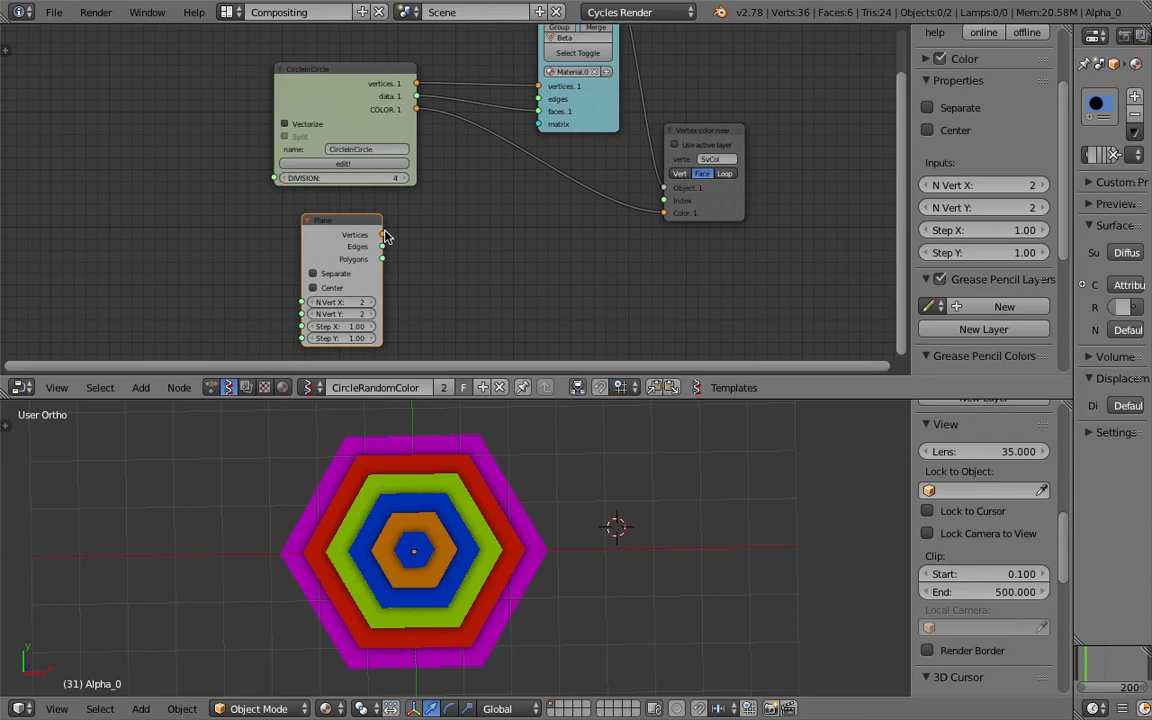 File Render Window Help Compositing Scene Cycles Render v2.78 | Verts:36 | Faces:6 | Tris:24 | Objects:0/2 | Lamps:0/0 | Mem:20.58M | Alpha_0
help online offline
Color
Properties
Separate
Center
Inputs:
N Vert X: 2
N Vert Y: 2
Step X: 1.00
Step Y: 1.00
Grease Pencil Layers
New
New Layer
Grease Pencil Colors
Group Merge
Beta
Select Toggle
Material.0
vertices. 1
edges
faces. 1
matrix
CircleInCircle
vertices. 1
data. 1
COLOR. 1
Vectorize
Split
name: CircleInCircle
edit!
DIVISION: 4
Vertex color new
Use active layer
verte SvCol
Vert Face Loop
Object. 1
Index
Color. 1
Plane
Vertices
Edges
Polygons
Separate
Center
N Vert X: 2
N Vert Y: 2
Step X: 1.00
Step Y: 1.00
View Select Add Node CircleRandomColor 2 F Templates
User Ortho
(31) Alpha_0
y
x
View
Lens: 35.000
Lock to Object:
Lock to Cursor
Lock Camera to View
Clip:
Start: 0.100
End: 500.000
Local Camera:
Render Border
3D Cursor
Custom Pr
Preview
Surface
Su Diffus
C Attribu
R
N Defaul
Volume
Displacem
Di Defaul
Settings
200
View Select Add Object Object Mode Global